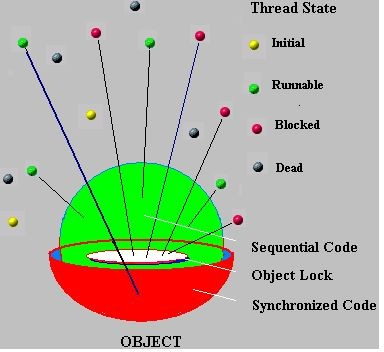 Thread State
Initial
Runnable
Blocked
Dead
Sequential Code
Object Lock
Synchronized Code
OBJECT